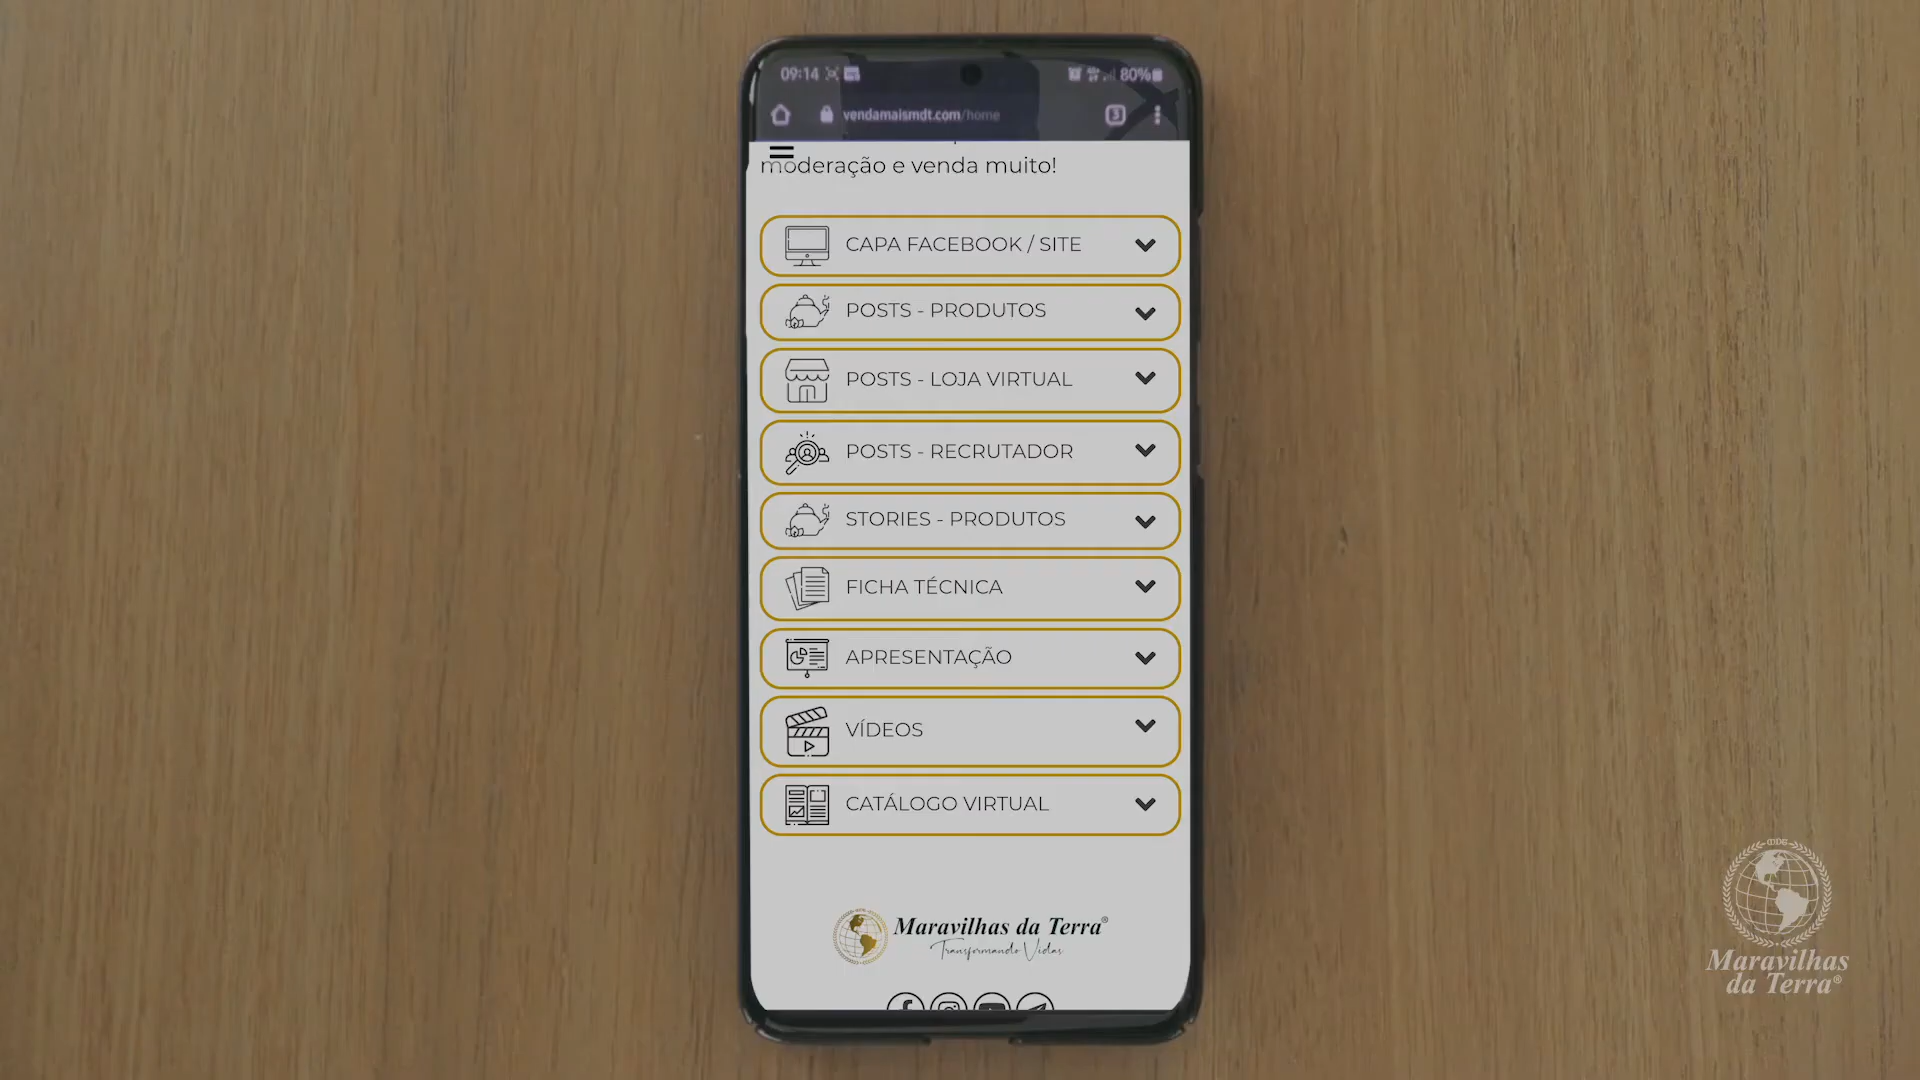 09:14
80%
vendamaismdt.com/home
3
moderação e venda muito!
CAPA FACEBOOK / SITE
POSTS - PRODUTOS
POSTS - LOJA VIRTUAL
POSTS - RECRUTADOR
STORIES - PRODUTOS
FICHA TÉCNICA
APRESENTAÇÃO
VÍDEOS
CATÁLOGO VIRTUAL
Maravilhas da Terra®
Transformando Vidas
Maravilhas
da Terra®